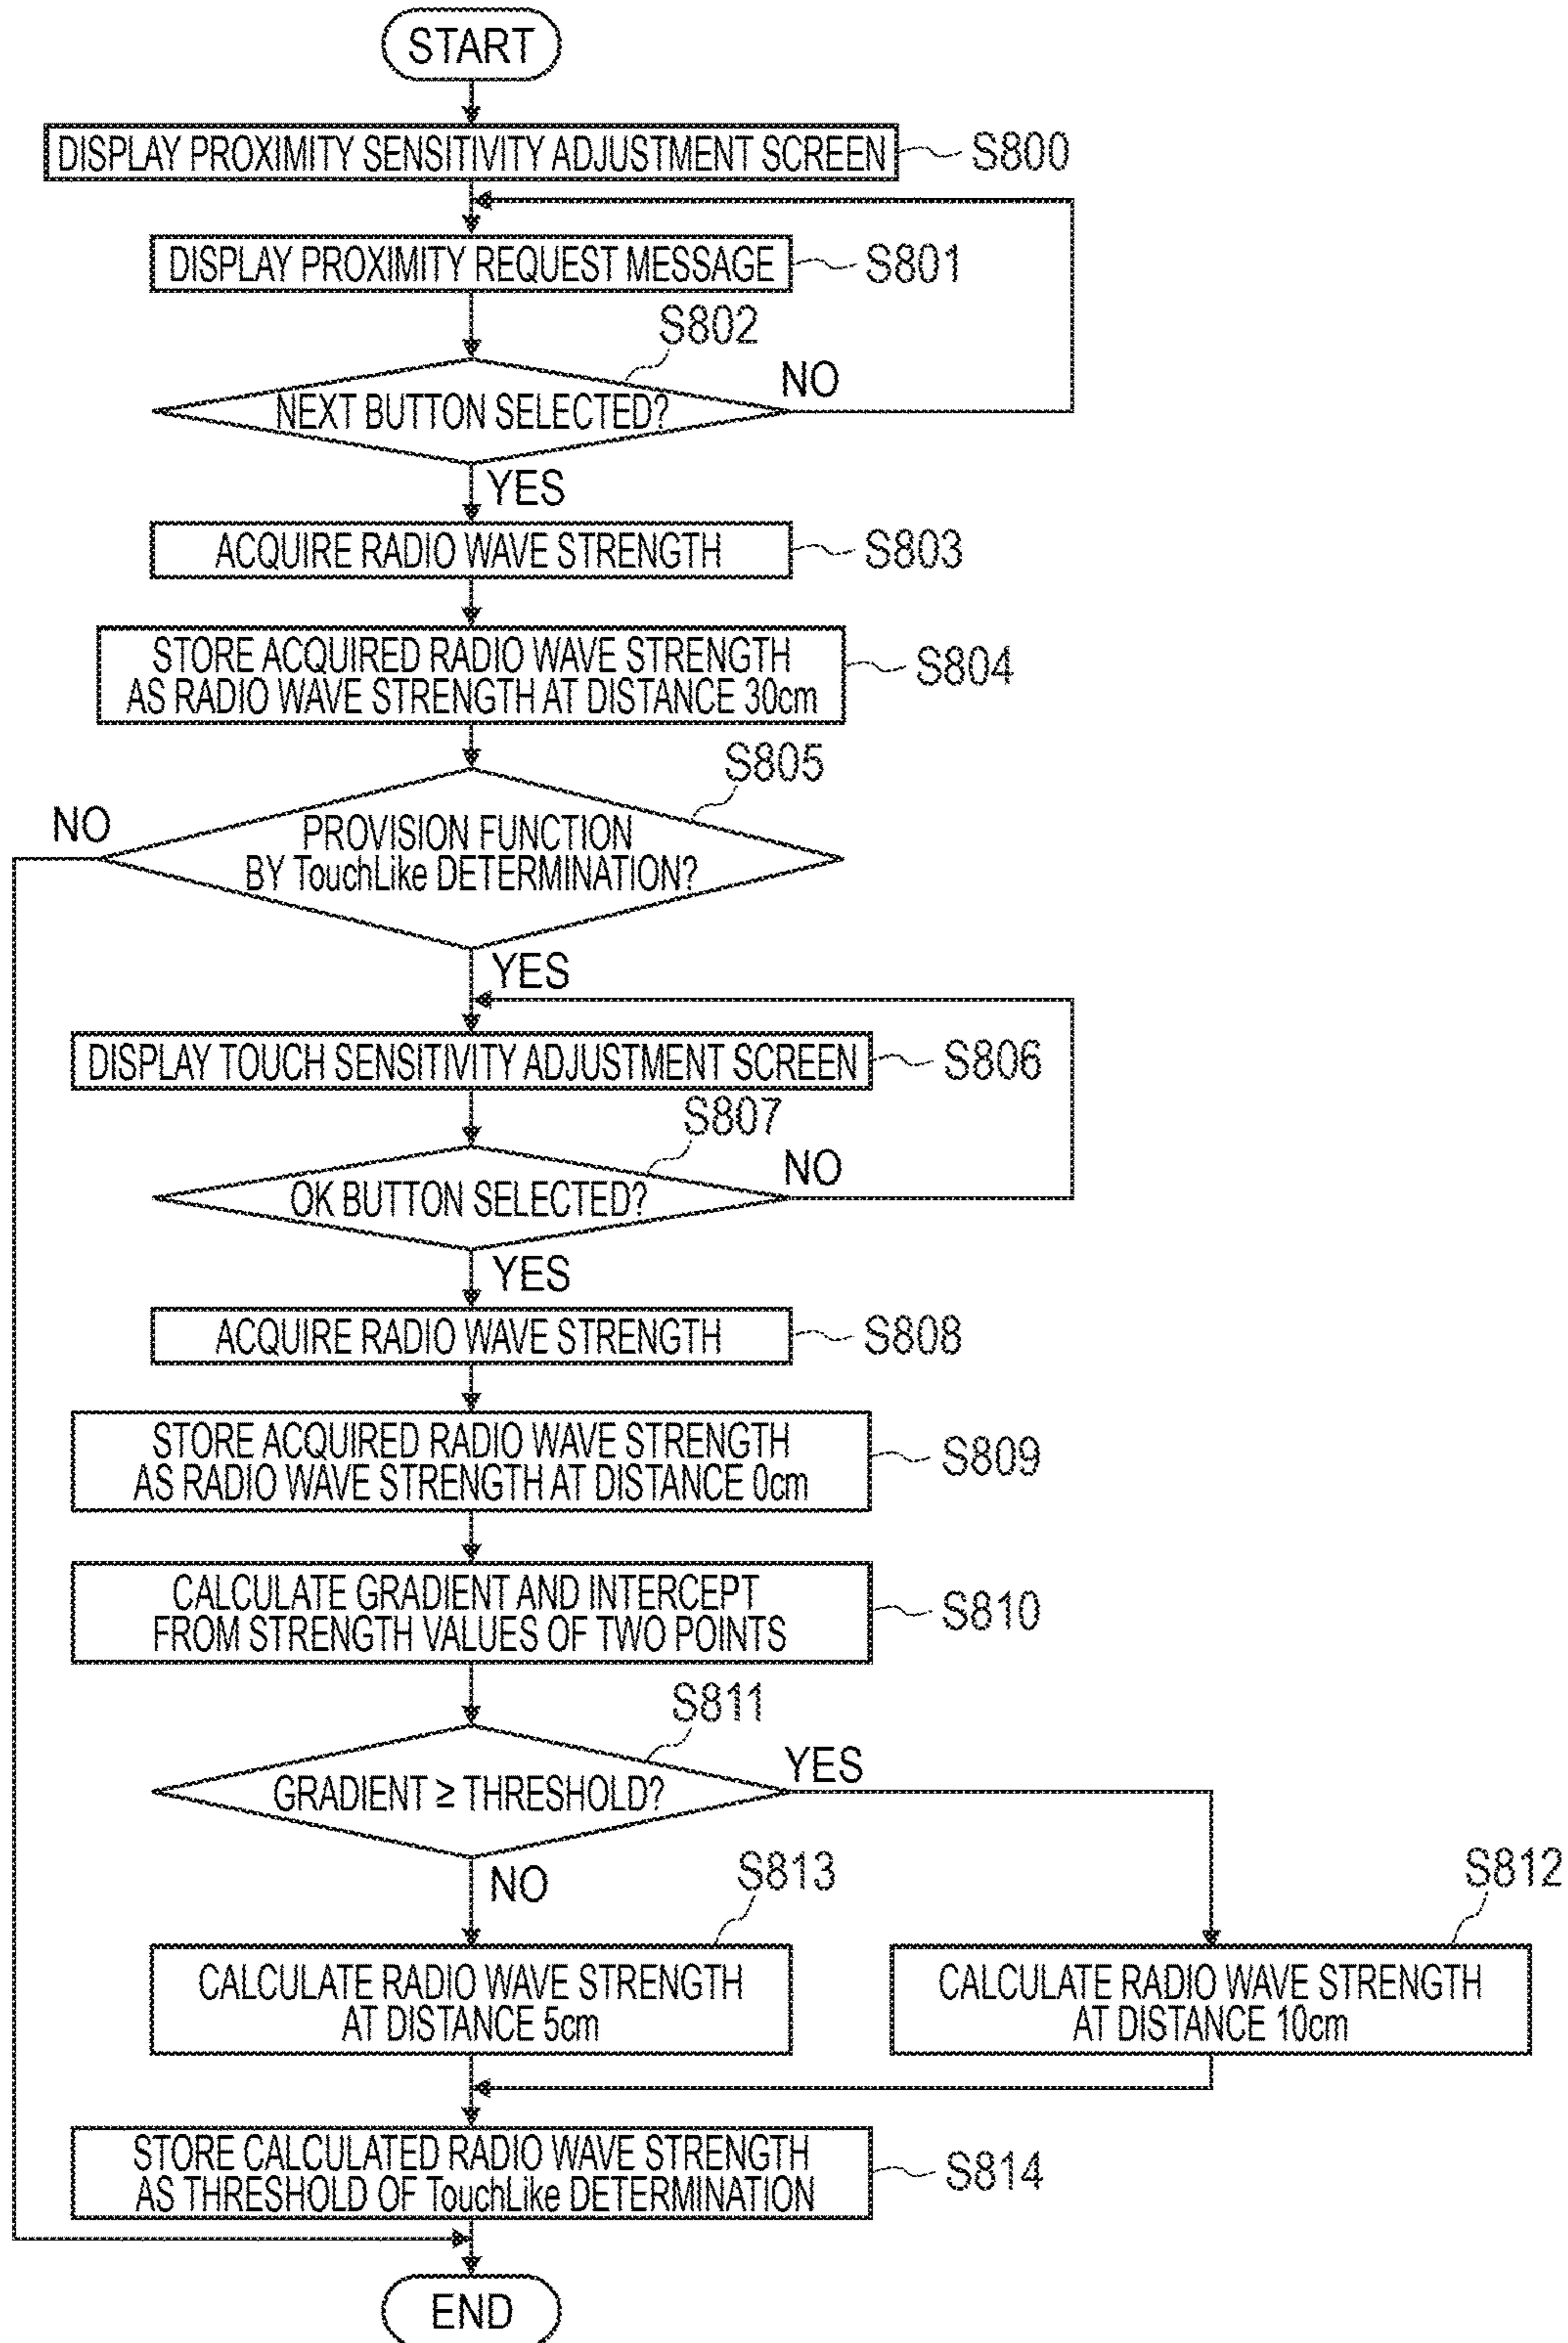 START
DISPLAY PROXIMITY SENSITIVITY ADJUSTMENT SCREEN
S800
DISPLAY PROXIMITY REQUEST MESSAGE
S801
S802
NEXT BUTTON SELECTED?
NO
YES
ACQUIRE RADIO WAVE STRENGTH
S803
STORE ACQUIRED RADIO WAVE STRENGTH
AS RADIO WAVE STRENGTH AT DISTANCE 30cm
S804
S805
NO
PROVISION FUNCTION
BY TouchLike DETERMINATION?
YES
DISPLAY TOUCH SENSITIVITY ADJUSTMENT SCREEN
S806
S807
OK BUTTON SELECTED?
NO
YES
ACQUIRE RADIO WAVE STRENGTH
S808
STORE ACQUIRED RADIO WAVE STRENGTH
AS RADIO WAVE STRENGTH AT DISTANCE 0cm
S809
CALCULATE GRADIENT AND INTERCEPT
FROM STRENGTH VALUES OF TWO POINTS
S810
S811
GRADIENT ≥ THRESHOLD?
YES
NO
S813
S812
CALCULATE RADIO WAVE STRENGTH
AT DISTANCE 5cm
CALCULATE RADIO WAVE STRENGTH
AT DISTANCE 10cm
STORE CALCULATED RADIO WAVE STRENGTH
AS THRESHOLD OF TouchLike DETERMINATION
S814
END